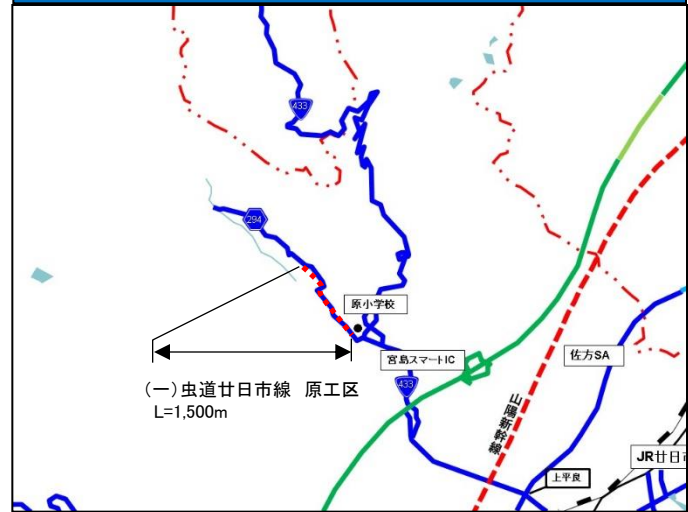 433
294
原小学校
宮島スマートIC
佐方SA
(一)虫道廿日市線 原工区
L=1,500m
433
山陽新幹線
JR廿日
上平良